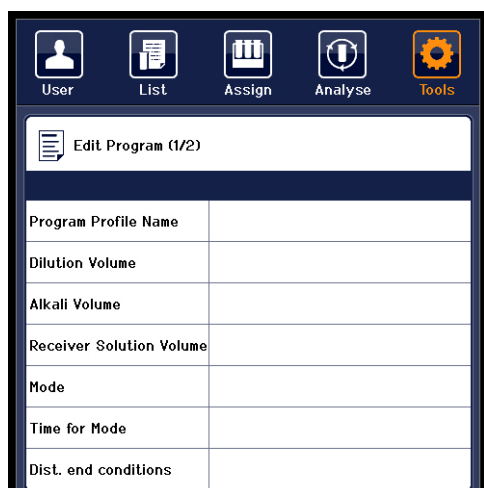 User List Assign Analyse Tools
Edit Program (1/2)
Program Profile Name
Dilution Volume
Alkali Volume
Receiver Solution Volume
Mode
Time for Mode
Dist. end conditions